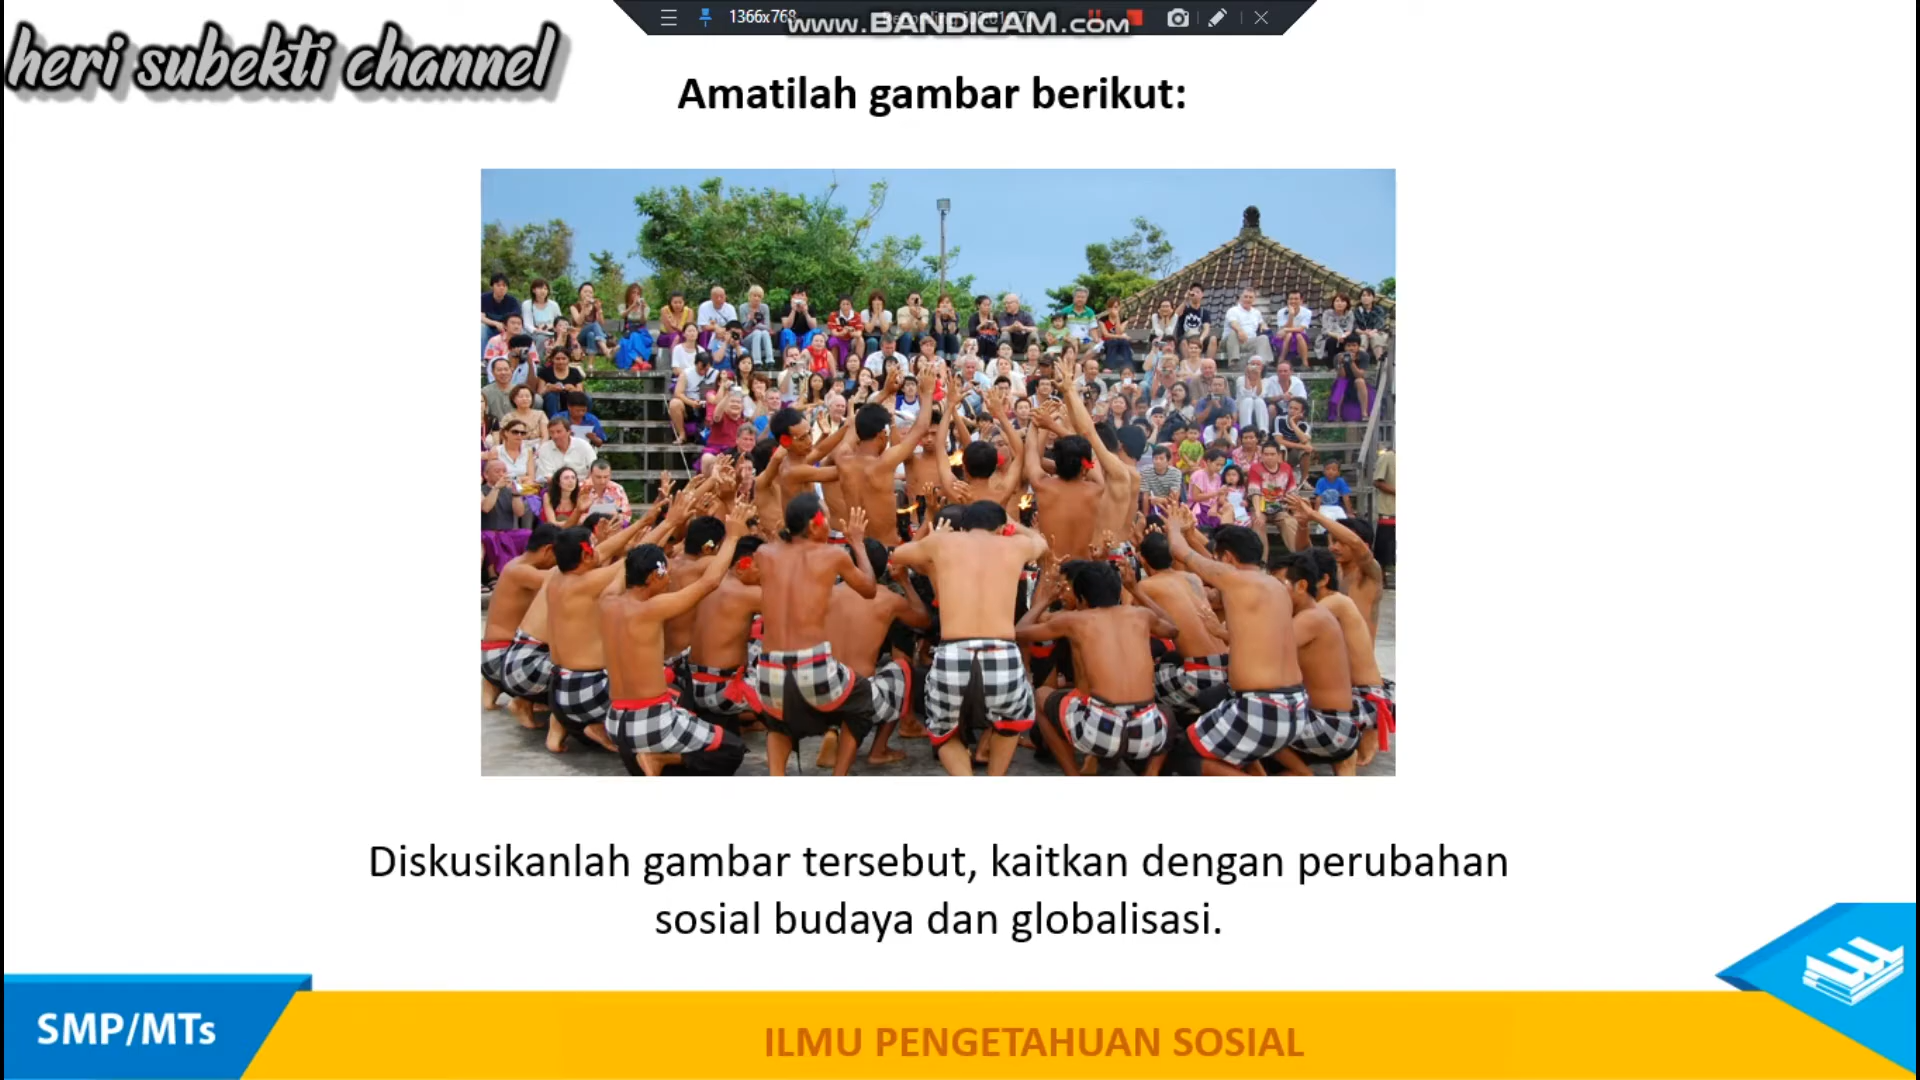 1366x768
www.BANDICAM.com
heri subekti channel
Amatilah gambar berikut:
Diskusikanlah gambar tersebut, kaitkan dengan perubahan
sosial budaya dan globalisasi.
SMP/MTs
ILMU PENGETAHUAN SOSIAL